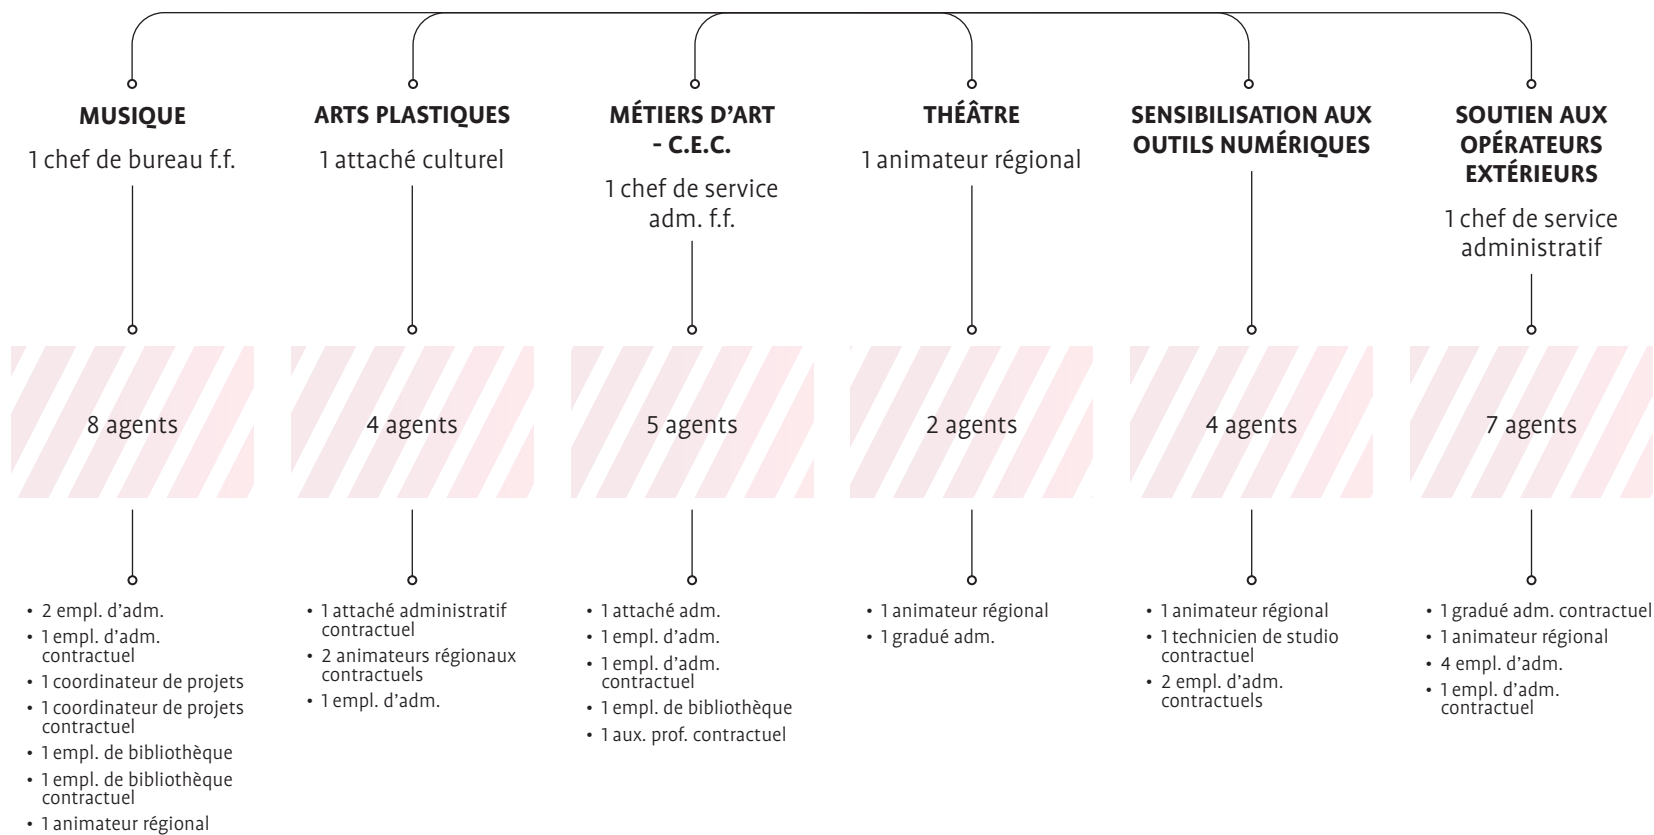 MUSIQUE
1 chef de bureau f.f.
8 agents
• 2 empl. d’adm.
• 1 empl. d’adm.
contractuel
• 1 coordinateur de projets
• 1 coordinateur de projets
contractuel
• 1 empl. de bibliothèque
• 1 empl. de bibliothèque
contractuel
• 1 animateur régional
ARTS PLASTIQUES
1 attaché culturel
4 agents
• 1 attaché administratif
contractuel
• 2 animateurs régionaux
contractuels
• 1 empl. d’adm.
MÉTIERS D’ART
- C.E.C.
1 chef de service
adm. f.f.
5 agents
• 1 attaché adm.
• 1 empl. d’adm.
• 1 empl. d’adm.
contractuel
• 1 empl. de bibliothèque
• 1 aux. prof. contractuel
THÉÂTRE
1 animateur régional
2 agents
• 1 animateur régional
• 1 gradué adm.
SENSIBILISATION AUX
OUTILS NUMÉRIQUES
4 agents
• 1 animateur régional
• 1 technicien de studio
contractuel
• 2 empl. d’adm.
contractuels
SOUTIEN AUX
OPÉRATEURS
EXTÉRIEURS
1 chef de service
administratif
7 agents
• 1 gradué adm. contractuel
• 1 animateur régional
• 4 empl. d’adm.
• 1 empl. d’adm.
contractuel